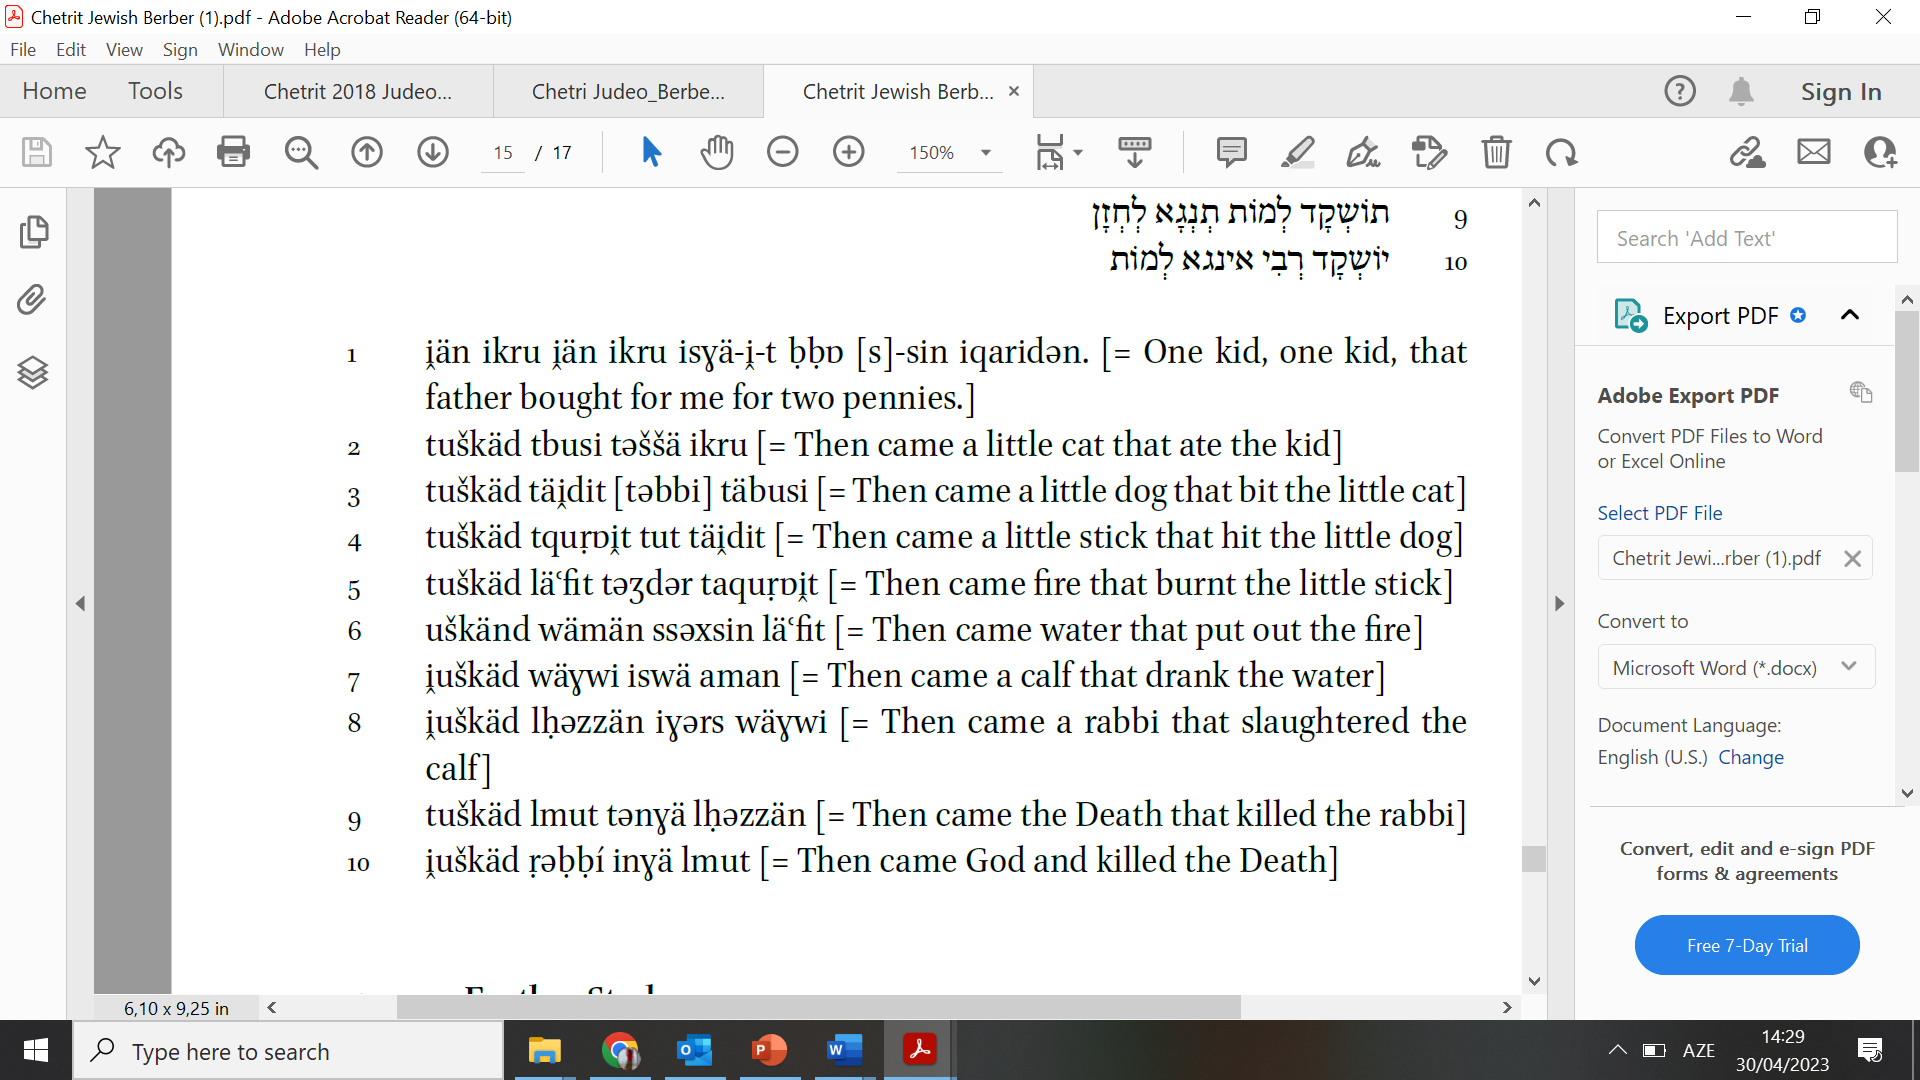 Chetrit Jewish Berber (1).pdf - Adobe Acrobat Reader (64-bit)
File Edit View Sign Window Help
Home Tools Chetrit 2018 Judeo... Chetri Judeo_Berbe... Chetrit Jewish Berb... ×
Sign In
15 / 17 150%
תוֹשְׁקָד לְמוֹת תְנְגָא לְחְזָן 9
יוֹשְׁקָד רְבִּי אינגא לְמוֹת 10
1 i̯än ikru i̯än ikru isɣä-i̯-t ḅḅɒ [s]-sin iqaridən. [= One kid, one kid, that
father bought for me for two pennies.]
2 tuškäd tbusi təššä ikru [= Then came a little cat that ate the kid]
3 tuškäd täi̯dit [təbbi] täbusi [= Then came a little dog that bit the little cat]
4 tuškäd tquṛɒi̯t tut täi̯dit [= Then came a little stick that hit the little dog]
5 tuškäd läʿfit təʒdər taquṛɒi̯t [= Then came fire that burnt the little stick]
6 uškänd wämän ssəxsin läʿfit [= Then came water that put out the fire]
7 i̯uškäd wäɣwi iswä aman [= Then came a calf that drank the water]
8 i̯uškäd lḥəzzän iɣərs wäɣwi [= Then came a rabbi that slaughtered the
calf]
9 tuškäd lmut tənɣä lḥəzzän [= Then came the Death that killed the rabbi]
10 i̯uškäd ṛəḅḅí inɣä lmut [= Then came God and killed the Death]
6,10 x 9,25 in
Search 'Add Text'
Export PDF
Adobe Export PDF
Convert PDF Files to Word
or Excel Online
Select PDF File
Chetrit Jewi...rber (1).pdf
Convert to
Microsoft Word (*.docx)
Document Language:
English (U.S.) Change
Convert, edit and e-sign PDF
forms & agreements
Free 7-Day Trial
Type here to search
AZE
14:29
30/04/2023